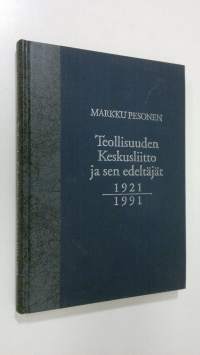 MARKKU PESONEN
Teollisuuden
Keskusliitto
ja sen edeltäjät
1921
1991